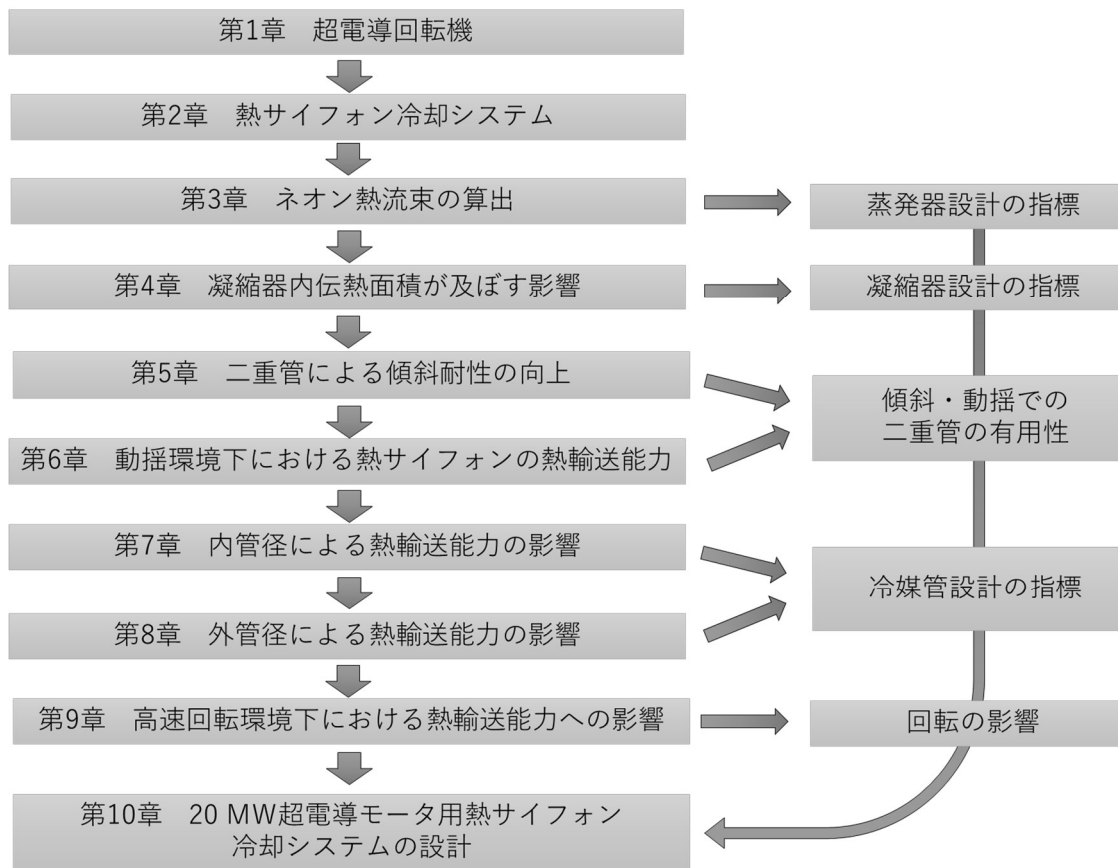 第1章　超電導回転機
第2章　熱サイフォン冷却システム
第3章　ネオン熱流束の算出
蒸発器設計の指標
第4章　凝縮器内伝熱面積が及ぼす影響
凝縮器設計の指標
第5章　二重管による傾斜耐性の向上
傾斜・動揺での
二重管の有用性
第6章　動揺環境下における熱サイフォンの熱輸送能力
第7章　内管径による熱輸送能力の影響
冷媒管設計の指標
第8章　外管径による熱輸送能力の影響
第9章　高速回転環境下における熱輸送能力への影響
回転の影響
第10章　20 MW超電導モータ用熱サイフォン
冷却システムの設計